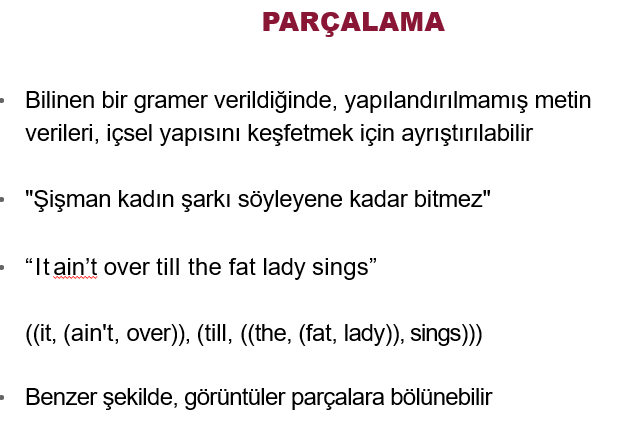 PARÇALAMA
Bilinen bir gramer verildiğinde, yapılandırılmamış metin
verileri, içsel yapısını keşfetmek için ayrıştırılabilir
"Şişman kadın şarkı söyleyene kadar bitmez"
“It ain’t over till the fat lady sings”
((it, (ain't, over)), (till, ((the, (fat, lady)), sings)))
Benzer şekilde, görüntüler parçalara bölünebilir